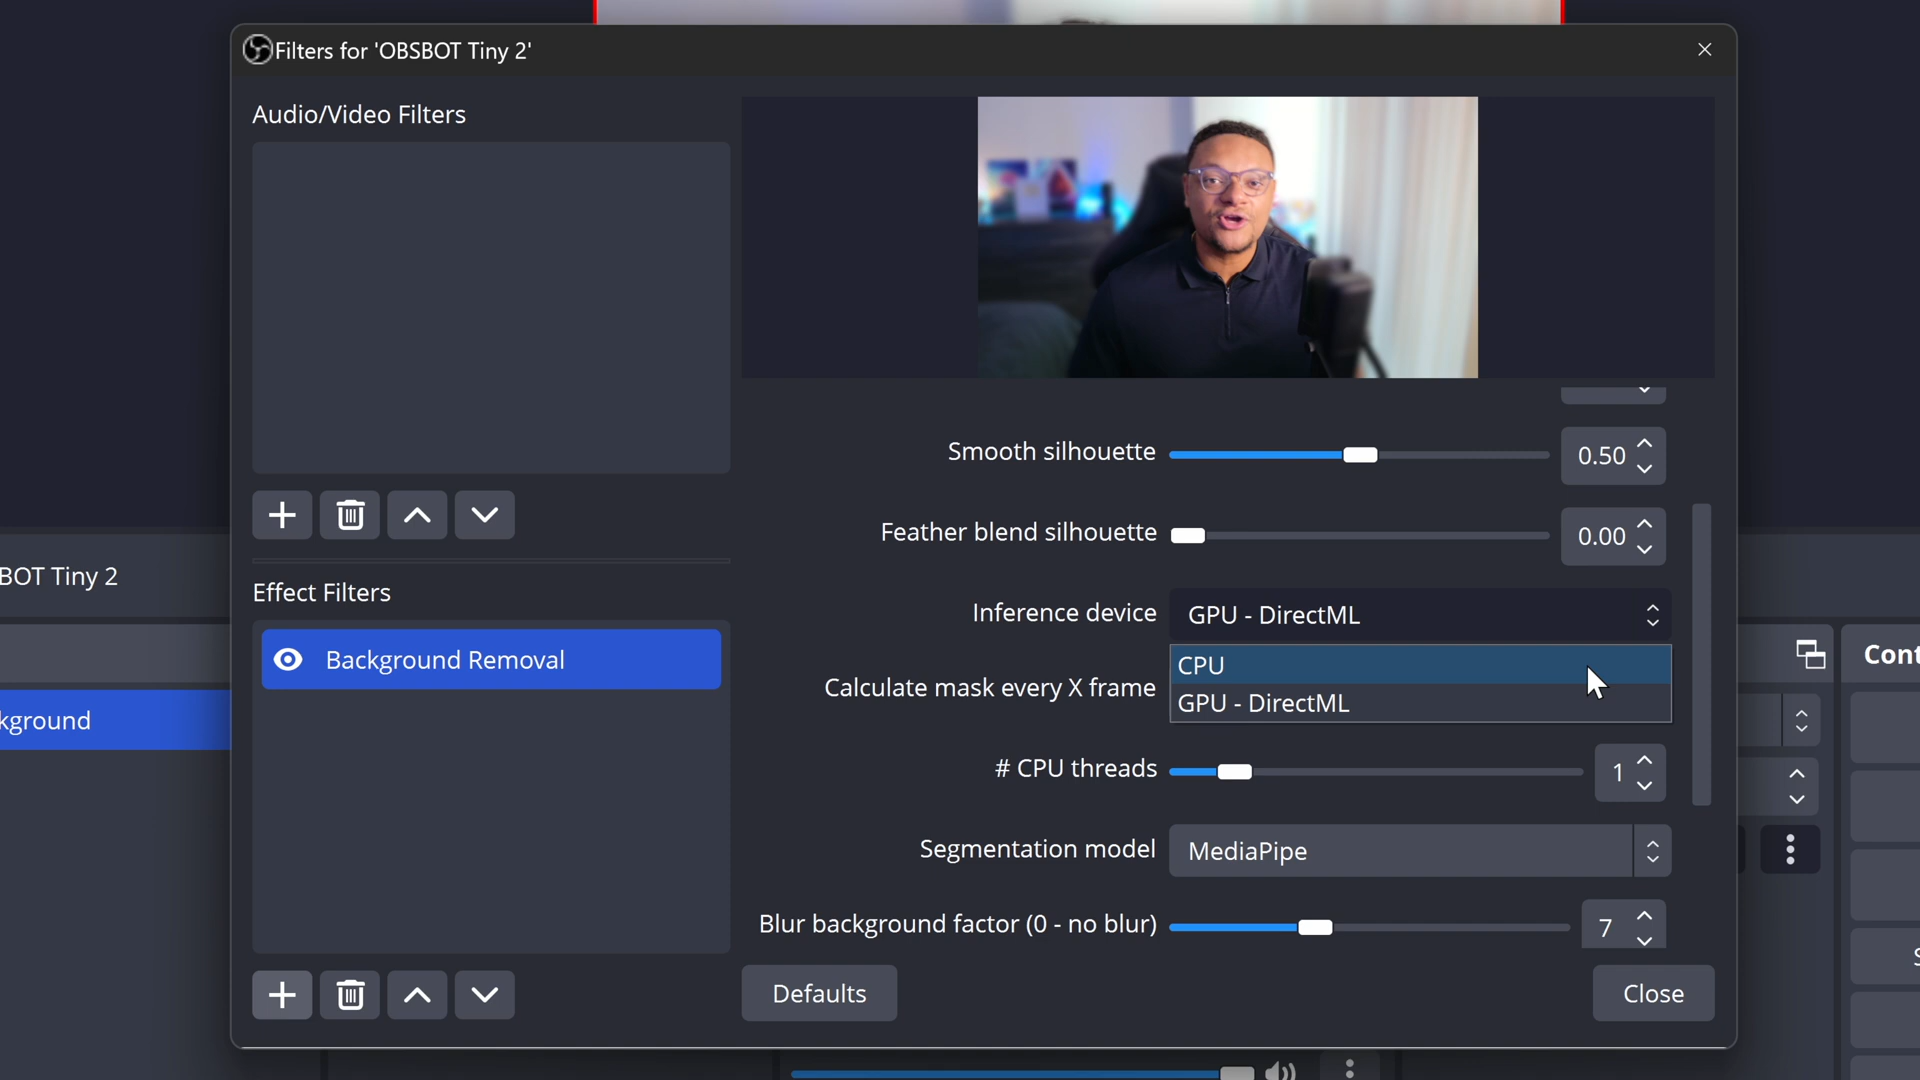 Filters for 'OBSBOT Tiny 2'
Audio/Video Filters
Smooth silhouette
0.50
Feather blend silhouette
0.00
BOT Tiny 2
Effect Filters
Inference device
GPU - DirectML
Background Removal
CPU
GPU - DirectML
Cont
Calculate mask every X frame
kground
# CPU threads
1
Segmentation model
MediaPipe
Blur background factor (0 - no blur)
7
S
Defaults
Close